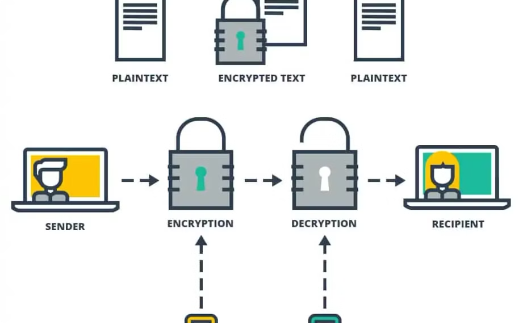 PLAINTEXT ENCRYPTED TEXT PLAINTEXT
SENDER ENCRYPTION DECRYPTION RECIPIENT